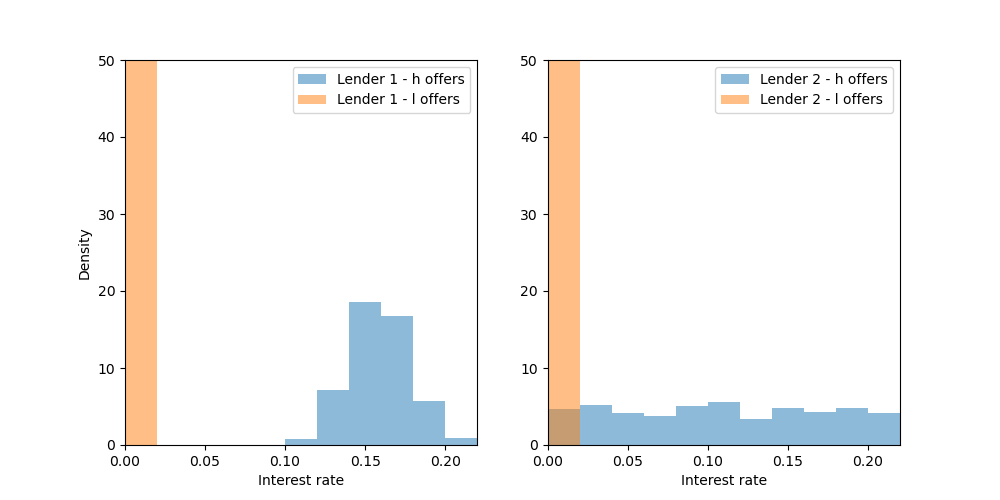 Lender 1 - h offers
Lender 1 - l offers
Density
50
40
30
20
10
0
0.00 0.05 0.10 0.15 0.20
Interest rate
Lender 2 - h offers
Lender 2 - l offers
50
40
30
20
10
0
0.00 0.05 0.10 0.15 0.20
Interest rate